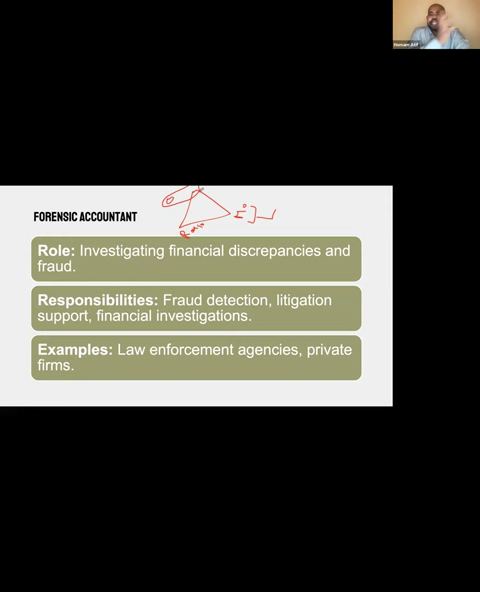 FORENSIC ACCOUNTANT
Role: Investigating financial discrepancies and
fraud.
Responsibilities: Fraud detection, litigation
support, financial investigations.
Examples: Law enforcement agencies, private
firms.